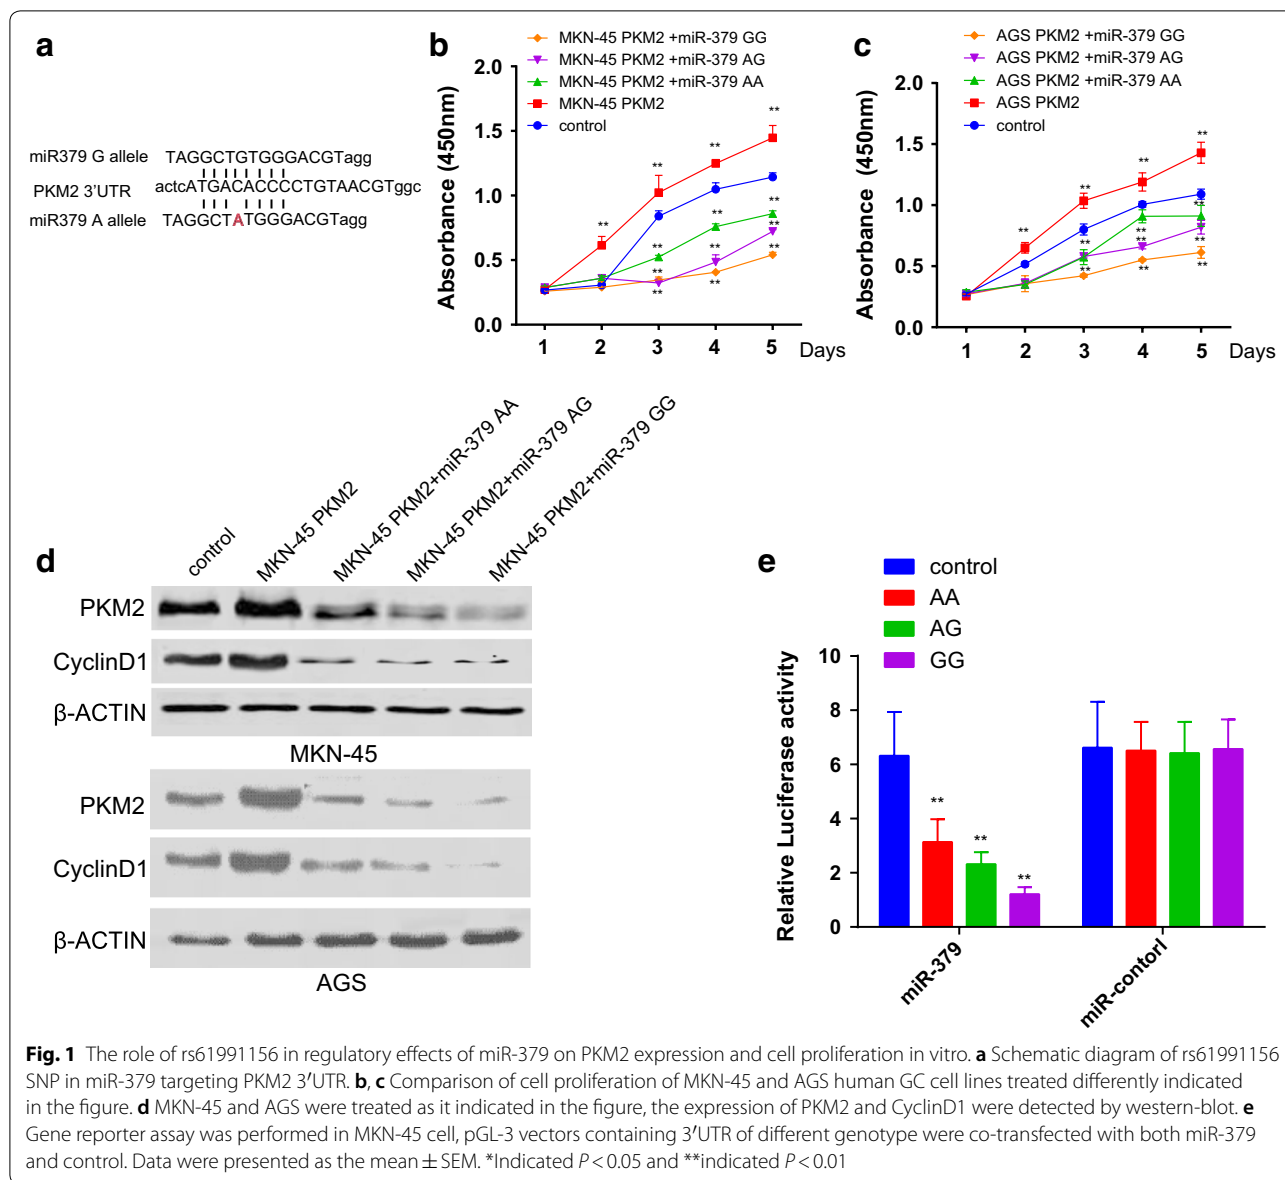 a
miR379 G allele
TAGGCTGTGGGACGTagg
PKM2 3'UTR
actcATGACACCCCTGTAACGTggc
miR379 A allele
TAGGCTATGGGACGTagg
b
MKN-45 PKM2 +miR-379 GG
MKN-45 PKM2 +miR-379 AG
MKN-45 PKM2 +miR-379 AA
MKN-45 PKM2
control
Absorbance (450nm)
2.0
1.5
1.0
0.5
0.0
** ** ** ** ** ** ** ** ** ** ** ** **
1 2 3 4 5 Days
c
AGS PKM2 +miR-379 GG
AGS PKM2 +miR-379 AG
AGS PKM2 +miR-379 AA
AGS PKM2
control
Absorbance (450nm)
2.0
1.5
1.0
0.5
0.0
** ** ** ** ** ** ** ** ** ** ** ** **
1 2 3 4 5 Days
d
control
MKN-45 PKM2
MKN-45 PKM2+miR-379 AA
MKN-45 PKM2+miR-379 AG
MKN-45 PKM2+miR-379 GG
PKM2
CyclinD1
β-ACTIN
MKN-45
PKM2
CyclinD1
β-ACTIN
AGS
e
control
AA
AG
GG
Relative Luciferase activity
10
8
6
4
2
0
** ** **
miR-379
miR-contorl
Fig. 1 The role of rs61991156 in regulatory effects of miR-379 on PKM2 expression and cell proliferation in vitro. a Schematic diagram of rs61991156
SNP in miR-379 targeting PKM2 3′UTR. b, c Comparison of cell proliferation of MKN-45 and AGS human GC cell lines treated differently indicated
in the figure. d MKN-45 and AGS were treated as it indicated in the figure, the expression of PKM2 and CyclinD1 were detected by western-blot. e
Gene reporter assay was performed in MKN-45 cell, pGL-3 vectors containing 3′UTR of different genotype were co-transfected with both miR-379
and control. Data were presented as the mean ± SEM. *Indicated P < 0.05 and **indicated P < 0.01